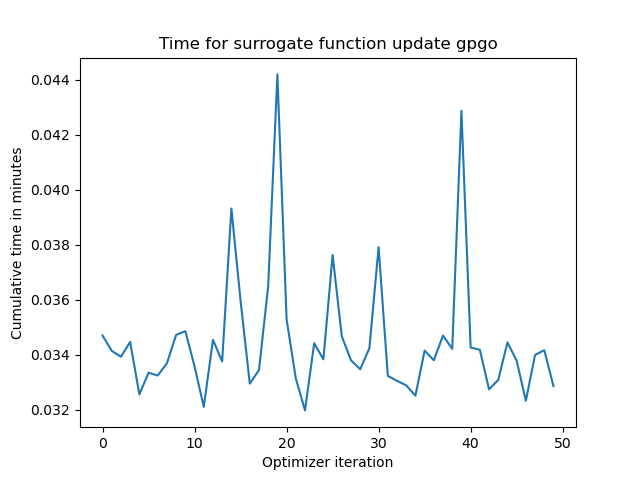 Time for surrogate function update gpgo
Cumulative time in minutes
0.044
0.042
0.040
0.038
0.036
0.034
0.032
0 10 20 30 40 50
Optimizer iteration